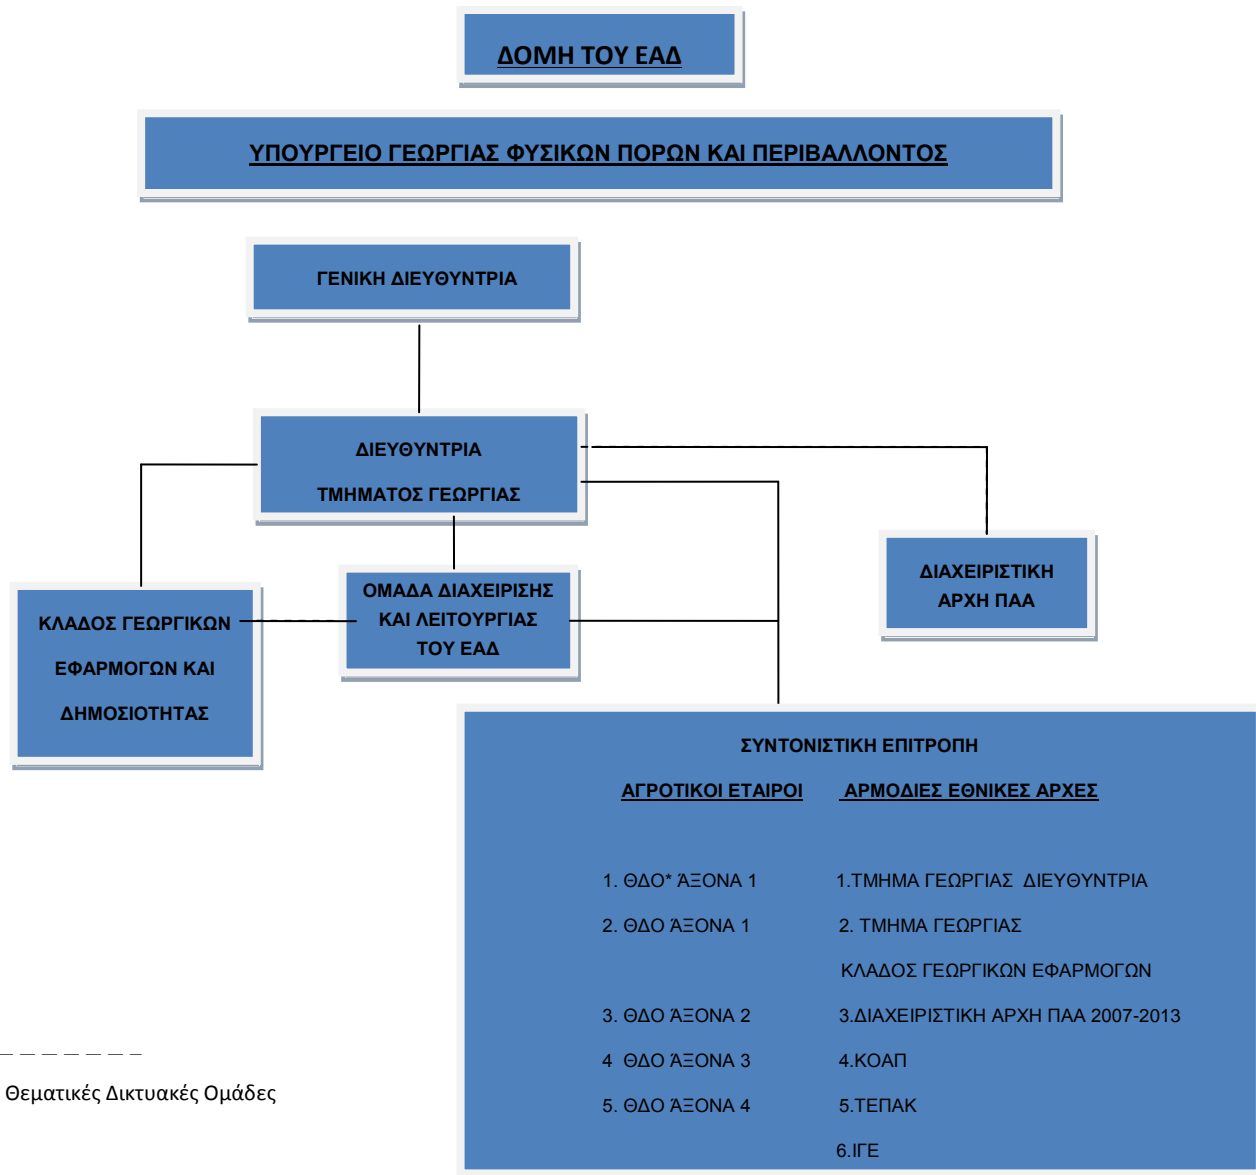 ΔΟΜΗ ΤΟΥ ΕΑΔ
ΥΠΟΥΡΓΕΙΟ ΓΕΩΡΓΙΑΣ ΦΥΣΙΚΩΝ ΠΟΡΩΝ ΚΑΙ ΠΕΡΙΒΑΛΛΟΝΤΟΣ
ΓΕΝΙΚΗ ΔΙΕΥΘΥΝΤΡΙΑ
ΔΙΕΥΘΥΝΤΡΙΑ
ΤΜΗΜΑΤΟΣ ΓΕΩΡΓΙΑΣ
ΚΛΑΔΟΣ ΓΕΩΡΓΙΚΩΝ
ΕΦΑΡΜΟΓΩΝ ΚΑΙ
ΔΗΜΟΣΙΟΤΗΤΑΣ
ΟΜΑΔΑ ΔΙΑΧΕΙΡΙΣΗΣ
ΚΑΙ ΛΕΙΤΟΥΡΓΙΑΣ
ΤΟΥ ΕΑΔ
ΔΙΑΧΕΙΡΙΣΤΙΚΗ
ΑΡΧΗ ΠΑΑ
ΣΥΝΤΟΝΙΣΤΙΚΗ ΕΠΙΤΡΟΠΗ
ΑΓΡΟΤΙΚΟΙ ΕΤΑΙΡΟΙ ΑΡΜΟΔΙΕΣ ΕΘΝΙΚΕΣ ΑΡΧΕΣ
1. ΘΔΟ* ΆΞΟΝΑ 1 1.ΤΜΗΜΑ ΓΕΩΡΓΙΑΣ ΔΙΕΥΘΥΝΤΡΙΑ
2. ΘΔΟ ΆΞΟΝΑ 1 2. ΤΜΗΜΑ ΓΕΩΡΓΙΑΣ
ΚΛΑΔΟΣ ΓΕΩΡΓΙΚΩΝ ΕΦΑΡΜΟΓΩΝ
3. ΘΔΟ ΆΞΟΝΑ 2 3.ΔΙΑΧΕΙΡΙΣΤΙΚΗ ΑΡΧΗ ΠΑΑ 2007-2013
4 ΘΔΟ ΆΞΟΝΑ 3 4.ΚΟΑΠ
5. ΘΔΟ ΆΞΟΝΑ 4 5.ΤΕΠΑΚ
6.ΙΓΕ
Θεματικές Δικτυακές Ομάδες